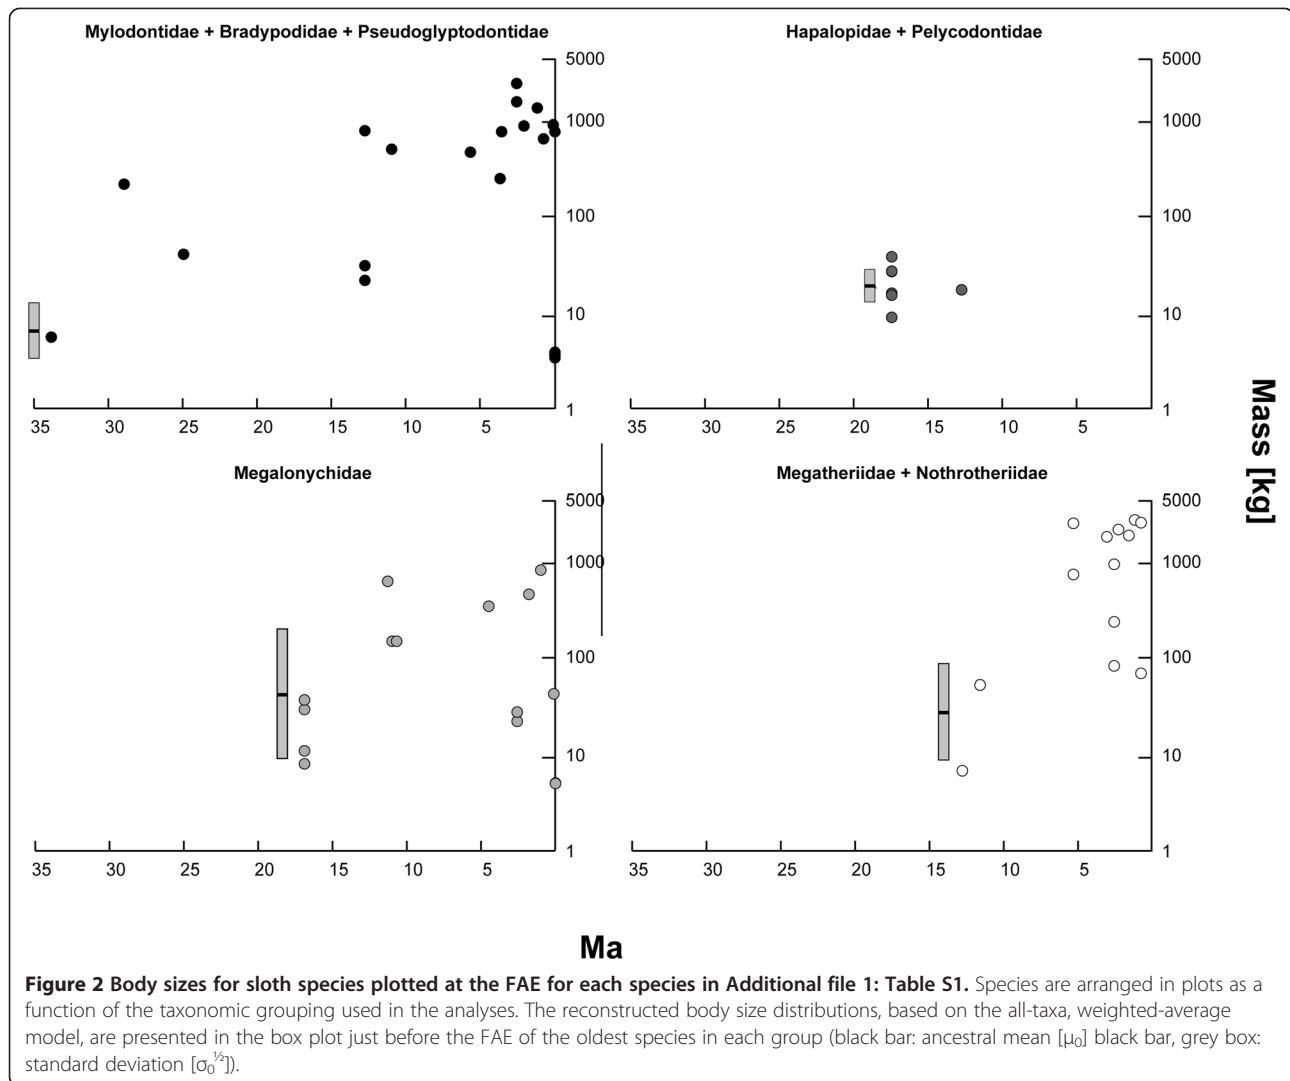 Mylodontidae + Bradypodidae + Pseudoglyptodontidae
5000
1000
100
10
1
35 30 25 20 15 10 5
Hapalopidae + Pelycodontidae
5000
1000
100
10
1
35 30 25 20 15 10 5
Megalonychidae
5000
1000
100
10
1
35 30 25 20 15 10 5
Megatheriidae + Nothrotheriidae
5000
1000
100
10
1
35 30 25 20 15 10 5
Mass [kg]
Ma
Figure 2 Body sizes for sloth species plotted at the FAE for each species in Additional file 1: Table S1. Species are arranged in plots as a
function of the taxonomic grouping used in the analyses. The reconstructed body size distributions, based on the all-taxa, weighted-average
model, are presented in the box plot just before the FAE of the oldest species in each group (black bar: ancestral mean [μ₀] black bar, grey box:
standard deviation [σ₀^½]).